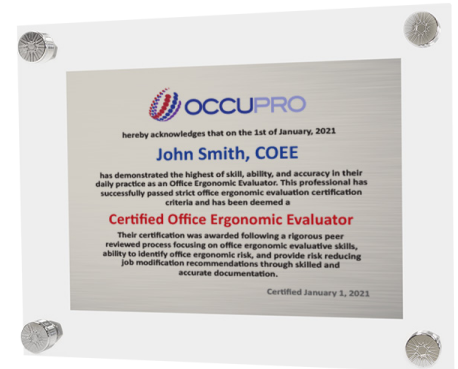 OCCUPRO
hereby acknowledges that on the 1st of January, 2021
John Smith, COEE
has demonstrated the highest of skill, ability, and accuracy in their
daily practice as an Office Ergonomic Evaluator. This professional has
successfully passed strict office ergonomic evaluation certification
criteria and has been deemed a
Certified Office Ergonomic Evaluator
Their certification was awarded following a rigorous peer
reviewed process focusing on office ergonomic evaluative skills,
ability to identify office ergonomic risk, and provide risk reducing
job modification recommendations through skilled and
accurate documentation.
Certified January 1, 2021